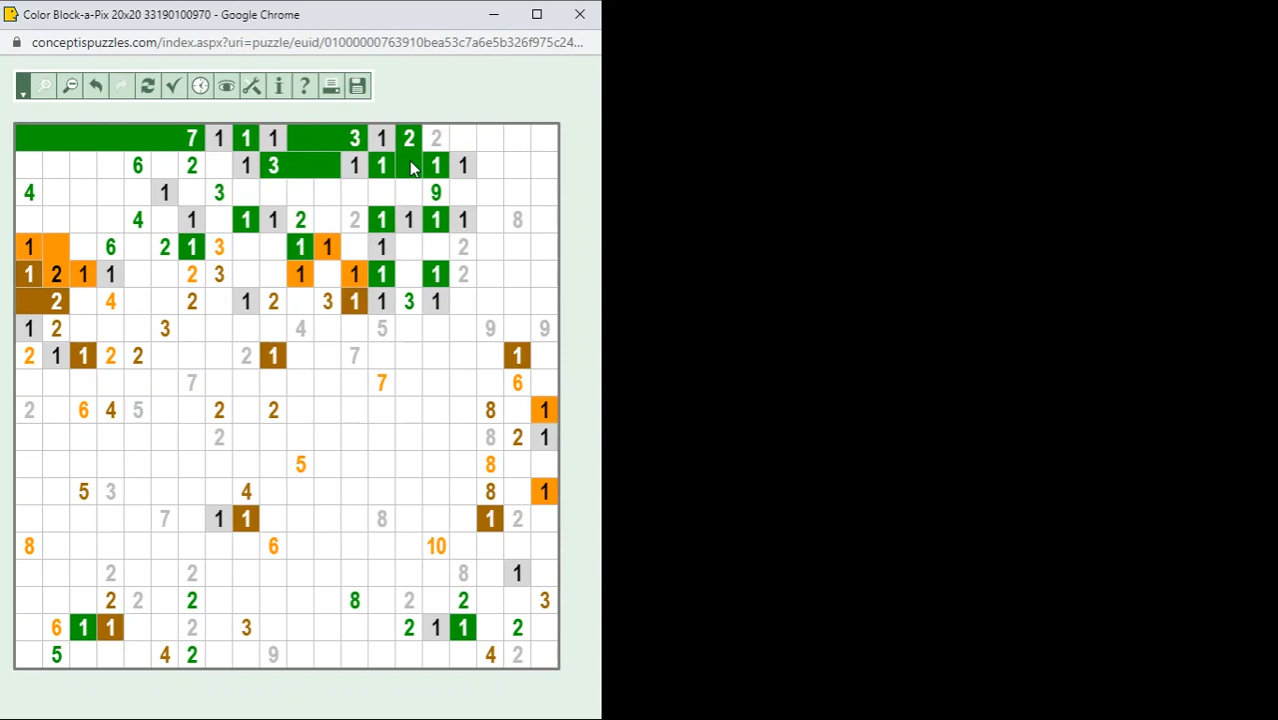 Color Block-a-Pix 20x20 33190100970 - Google Chrome
conceptispuzzles.com/index.aspx?uri=puzzle/euid/01000000763910bea53c7a6e5b326f975c24...
7 1 1 1 3 1 2 2
6 2 1 3 1 1 1 1
4 1 3 9
4 1 1 1 2 2 1 1 1 1 8
1 6 2 1 3 1 1 1 2
1 2 1 1 2 3 1 1 1 1 2
2 4 2 1 2 3 1 1 3 1
1 2 3 4 5 9 9
2 1 1 2 2 2 1 7 1
7 7 6
2 6 4 5 2 2 8 1
2 8 2 1
5 8
5 3 4 8 1
7 1 1 8 1 2
8 6 10
2 2 8 1
2 2 2 8 2 2 3
6 1 1 2 3 2 1 1 2
5 4 2 9 4 2